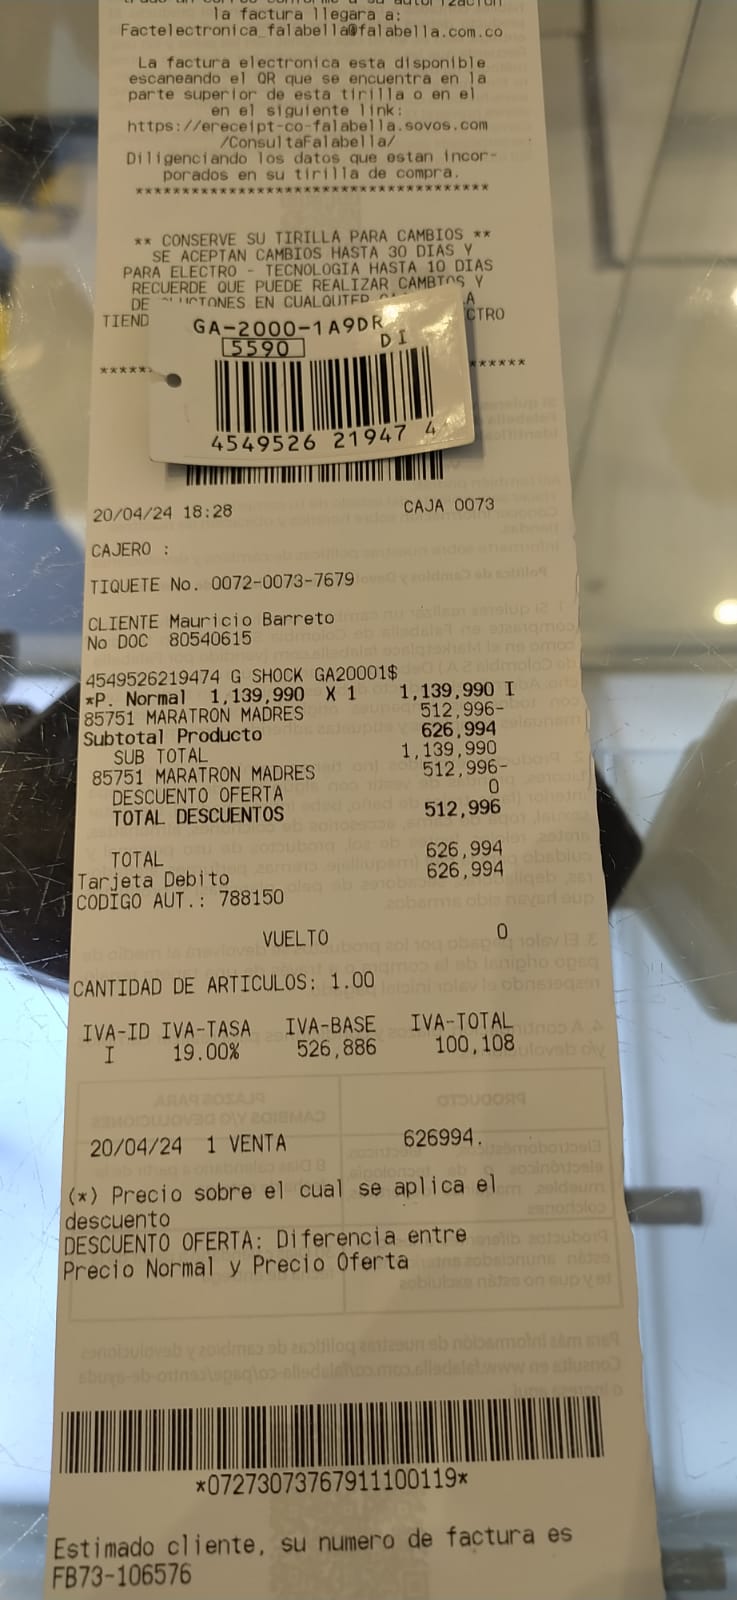 la factura llegara a:
Factelectronica_falabella@falabella.com.co
La factura electronica esta disponible
escaneando el QR que se encuentra en la
parte superior de esta tirilla o en el
en el siguiente link:
https://ereceipt-co-falabella.sovos.com
/ConsultaFalabella/
Diligenciando los datos que estan incor-
porados en su tirilla de compra.
**************************************
** CONSERVE SU TIRILLA PARA CAMBIOS **
SE ACEPTAN CAMBIOS HASTA 30 DIAS Y
PARA ELECTRO - TECNOLOGIA HASTA 10 DIAS
RECUERDE QUE PUEDE REALIZAR CAMBIOS Y
EN CUALQUIER
GA-2000-1A9DR
5590 DI
4549526 21947 4
20/04/24 18:28 CAJA 0073
CAJERO :
TIQUETE No. 0072-0073-7679
CLIENTE Mauricio Barreto
No DOC 80540615
4549526219474 G SHOCK GA20001$
*P. Normal 1,139,990 X 1 1,139,990 I
85751 MARATRON MADRES 512,996-
Subtotal Producto 626,994
SUB TOTAL 1,139,990
85751 MARATRON MADRES 512,996-
DESCUENTO OFERTA 0
TOTAL DESCUENTOS 512,996
TOTAL 626,994
Tarjeta Debito 626,994
CODIGO AUT.: 788150
VUELTO 0
CANTIDAD DE ARTICULOS: 1.00
IVA-ID IVA-TASA IVA-BASE IVA-TOTAL
I 19.00% 526,886 100,108
20/04/24 1 VENTA 626994.
(*) Precio sobre el cual se aplica el
descuento
DESCUENTO OFERTA: Diferencia entre
Precio Normal y Precio Oferta
*07273073767911100119*
Estimado cliente, su numero de factura es
FB73-106576